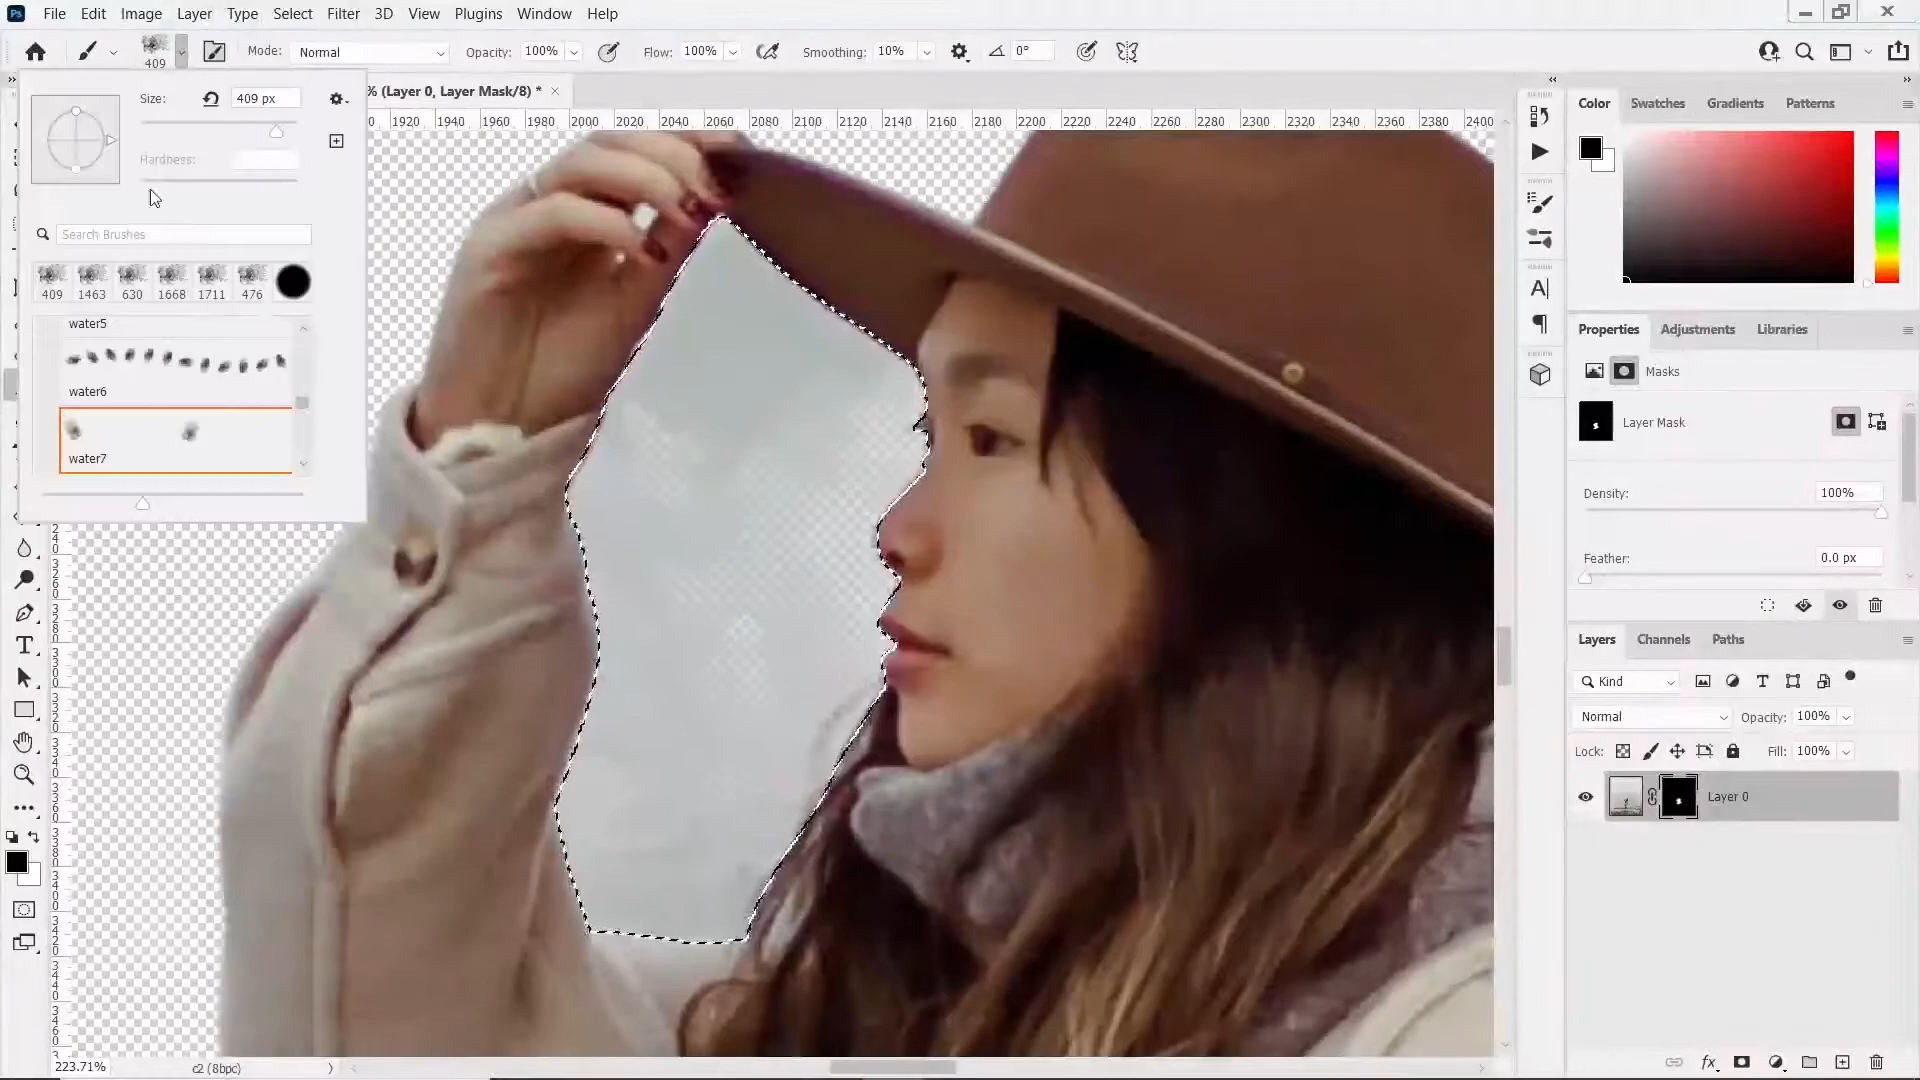 Ps File Edit Image Layer Type Select Filter 3D View Plugins Window Help
409 Mode: Normal Opacity: 100% Flow: 100% Smoothing: 10% 0°
% (Layer 0, Layer Mask/8) *
1920 1940 1960 1980 2000 2020 2040 2060 2080 2100 2120 2140 2160 2180 2200 2220 2240 2260 2280 2300 2320 2340 2360 2380 2400
Size: 409 px
Hardness:
Search Brushes
409 1463 630 1668 1711 476
water5
water6
water7
Color Swatches Gradients Patterns
Properties Adjustments Libraries
Masks
Layer Mask
Density: 100%
Feather: 0.0 px
Layers Channels Paths
Kind
Normal Opacity: 100%
Lock: Fill: 100%
Layer 0
fx
223.71% c2 (8bpc)